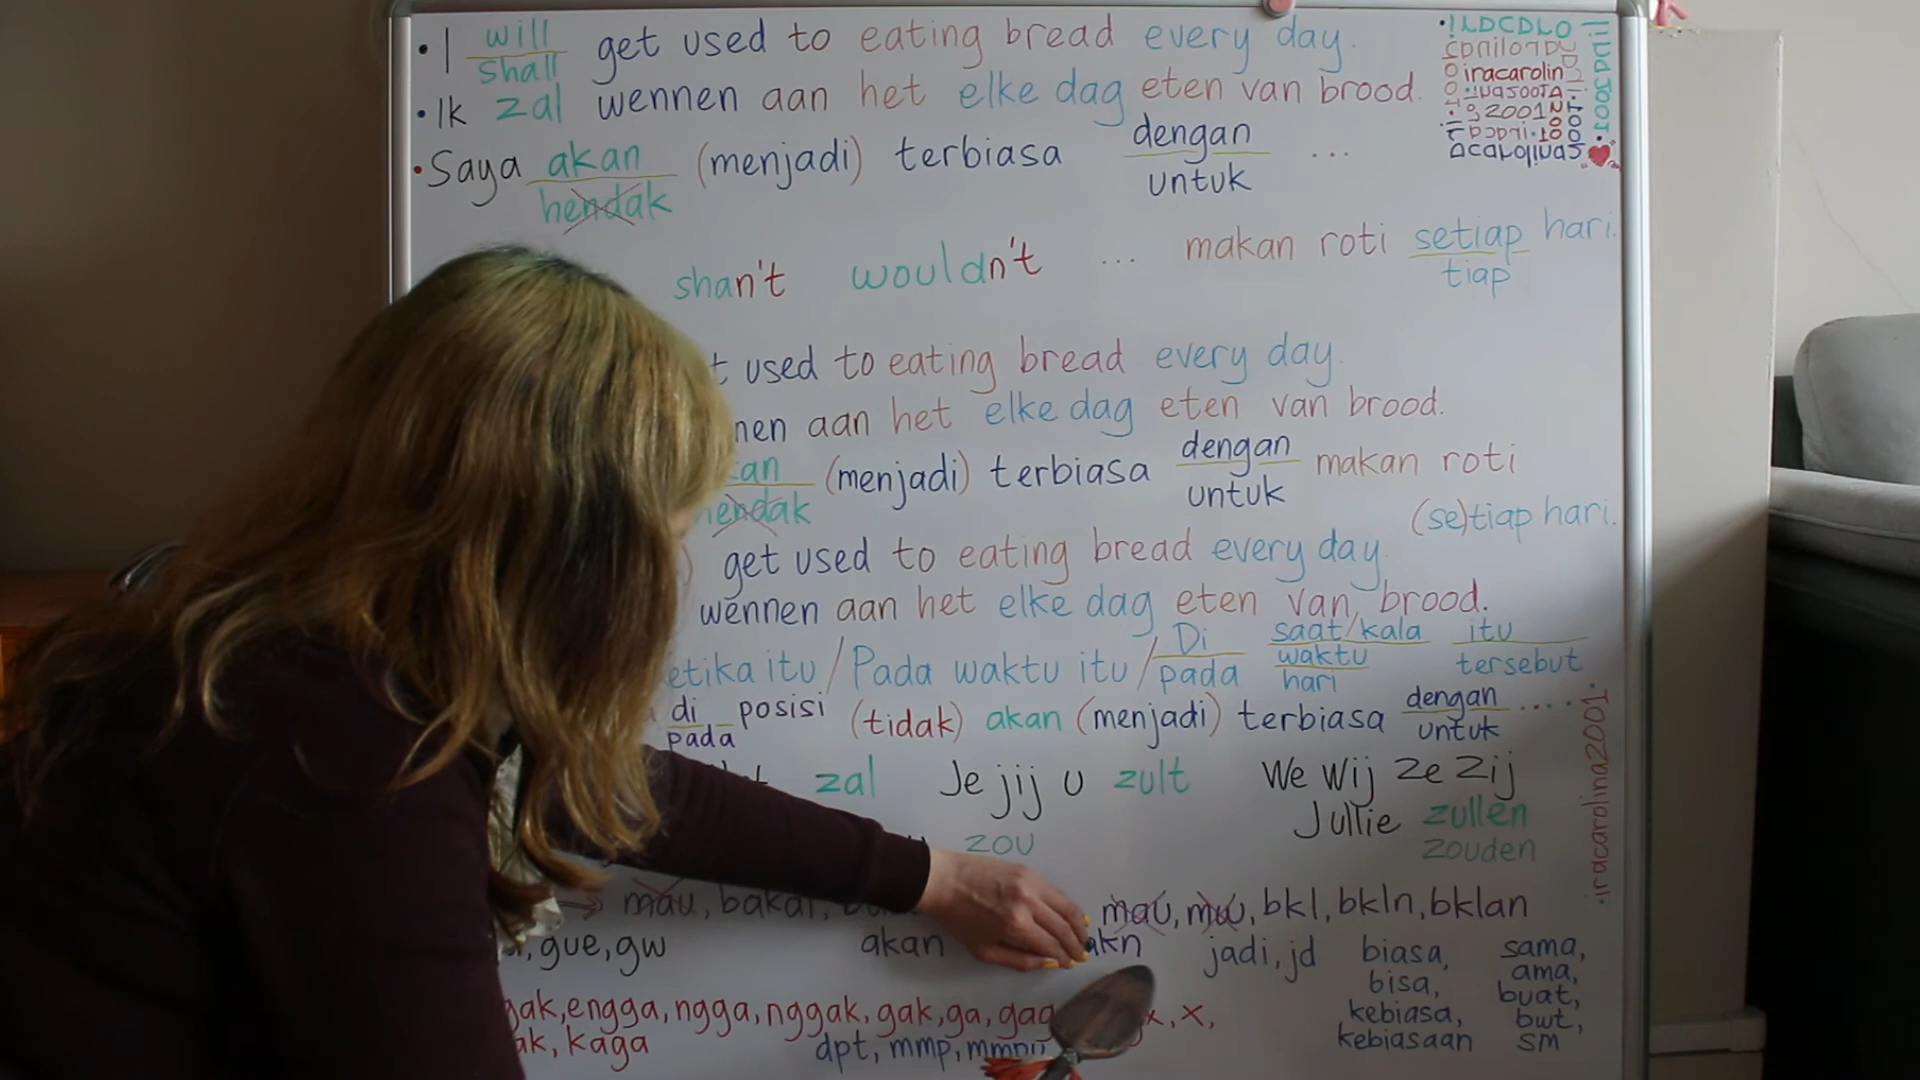 • I will get used to eating bread every day.
shall
• Ik zal wennen aan het elke dag eten van brood.
• Saya akan (menjadi) terbiasa dengan ...
hendak untuk
shan't wouldn't ... makan roti setiap hari.
tiap
used to eating bread every day.
aan het elke dag eten van brood.
(menjadi) terbiasa dengan makan roti
untuk
(se)tiap hari.
get used to eating bread every day.
wennen aan het elke dag eten van brood.
itu / Pada waktu itu / Di saat/kala itu
pada waktu tersebut
hari
di posisi (tidak) akan (menjadi) terbiasa dengan ....
pada untuk
zal Je jij u zult We wij ze zij
Jullie zullen
zou zouden
mau, mau, mw, bkl, bkln, bklan
gue, gw akan akn jadi, jd biasa, sama,
bisa, ama,
kebiasa, buat,
kebiasaan bwt,
sm
engga, ngga, nggak, gak, ga, x,
kaga dpt, mmp,
iracarolin
2001
iracarolina2001